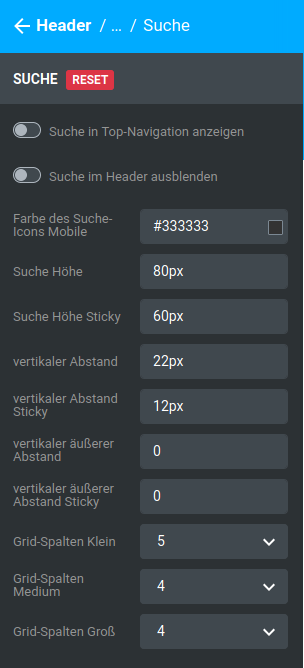 Header / ... / Suche
SUCHE RESET
Suche in Top-Navigation anzeigen
Suche im Header ausblenden
Farbe des Suche-
Icons Mobile
#333333
Suche Höhe
80px
Suche Höhe Sticky
60px
vertikaler Abstand
22px
vertikaler Abstand
Sticky
12px
vertikaler äußerer
Abstand
0
vertikaler äußerer
Abstand Sticky
0
Grid-Spalten Klein
5
Grid-Spalten
Medium
4
Grid-Spalten Groß
4